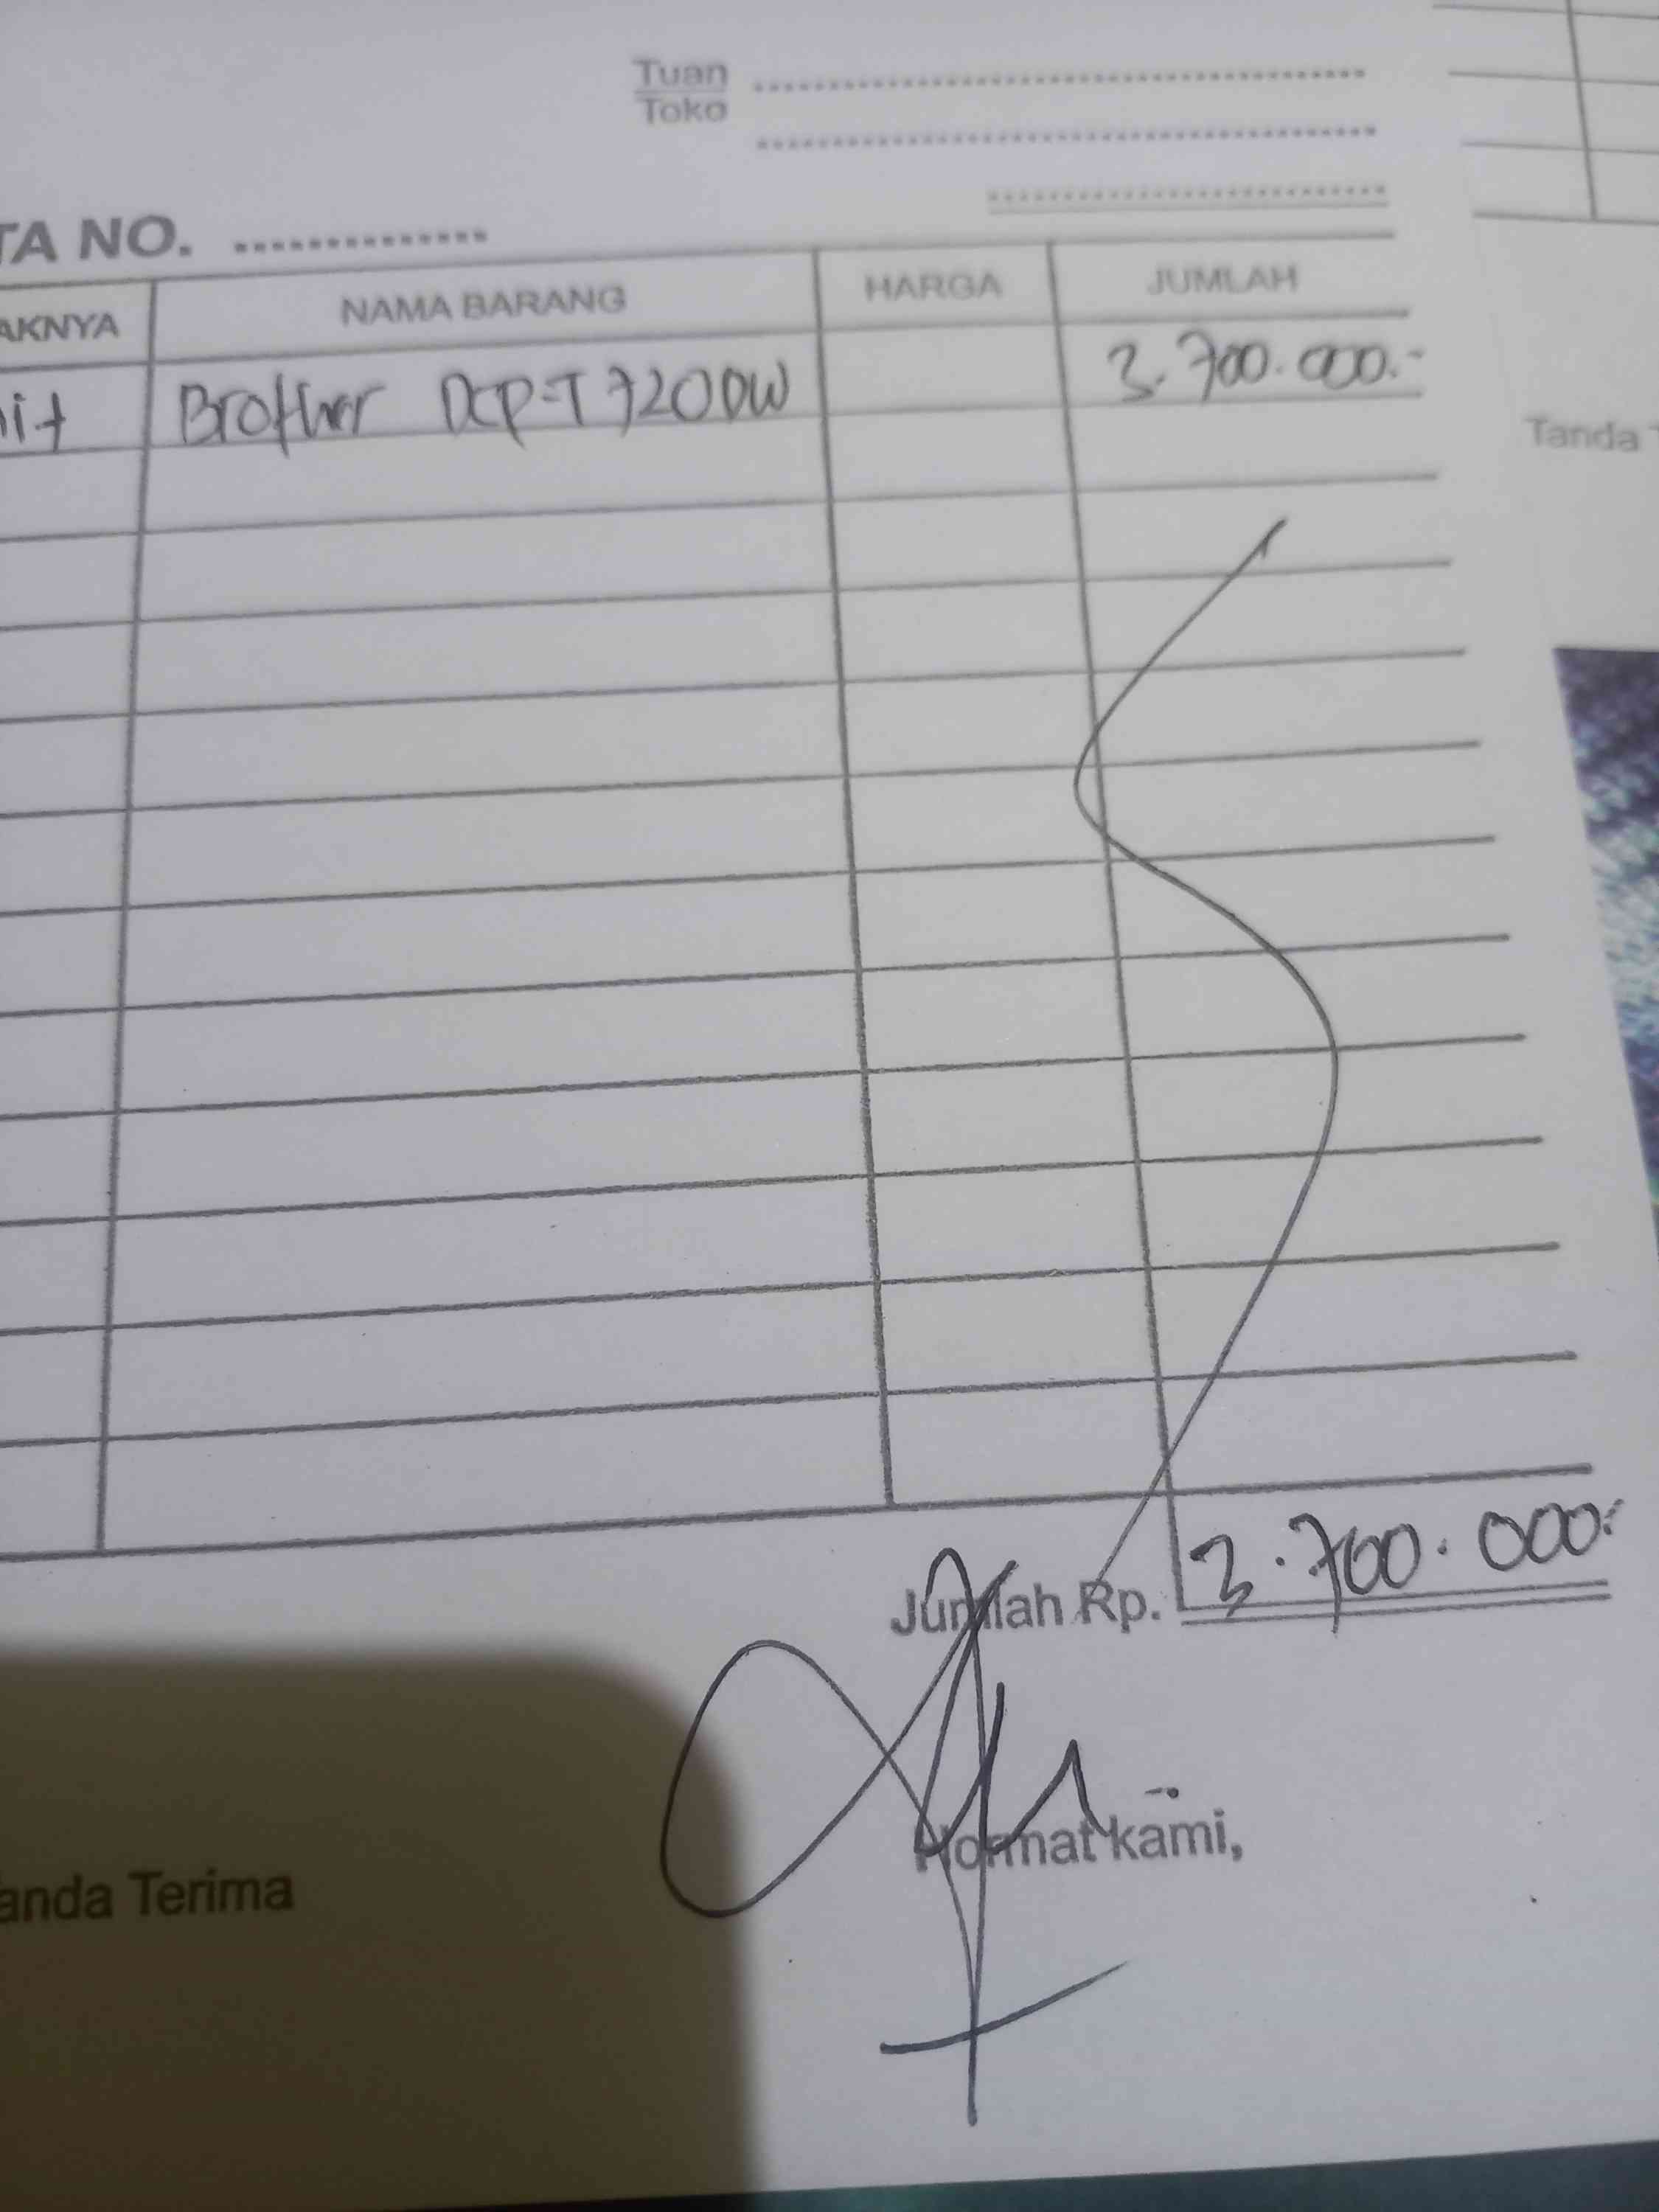 Tuan
Toko
TA NO.
AKNYA NAMA BARANG HARGA JUMLAH
nit Brother DCP-T720DW 3.700.000.-
Tanda
Jumlah Rp. 3.700.000.-
Hormat kami,
anda Terima